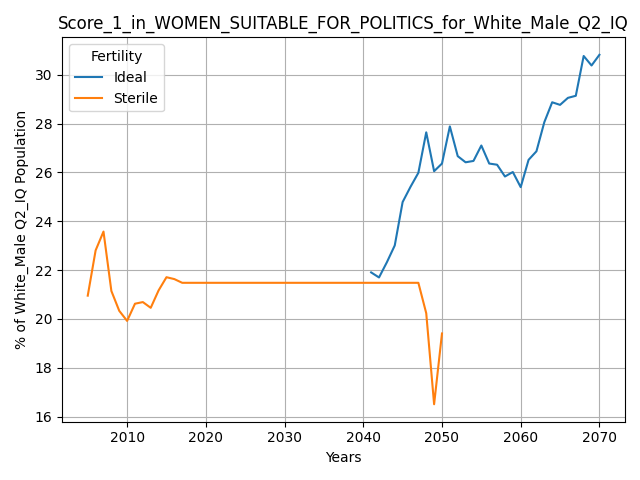 Score_1_in_WOMEN_SUITABLE_FOR_POLITICS_for_White_Male_Q2_IQ
Fertility
Ideal
Sterile
% of White_Male Q2_IQ Population
30
28
26
24
22
20
18
16
2010 2020 2030 2040 2050 2060 2070
Years